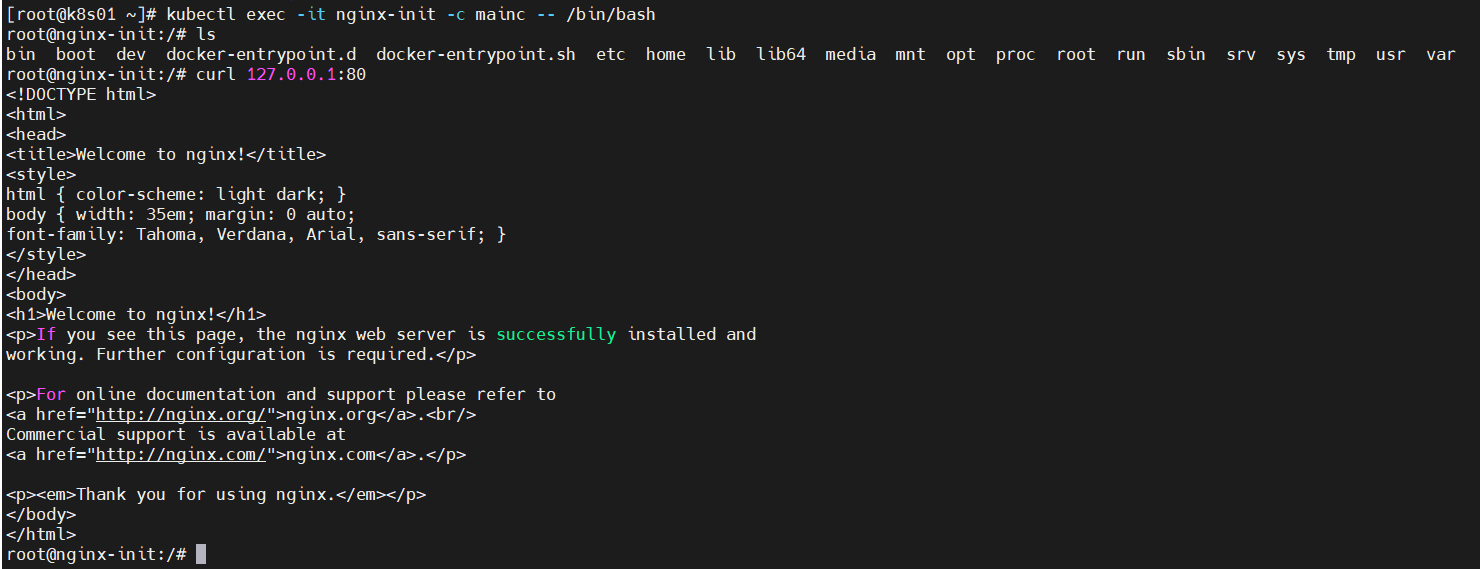 [root@k8s01 ~]# kubectl exec -it nginx-init -c mainc -- /bin/bash
root@nginx-init:/# ls
bin  boot  dev  docker-entrypoint.d  docker-entrypoint.sh  etc  home  lib  lib64  media  mnt  opt  proc  root  run  sbin  srv  sys  tmp  usr  var
root@nginx-init:/# curl 127.0.0.1:80
<!DOCTYPE html>
<html>
<head>
<title>Welcome to nginx!</title>
<style>
html { color-scheme: light dark; }
body { width: 35em; margin: 0 auto;
font-family: Tahoma, Verdana, Arial, sans-serif; }
</style>
</head>
<body>
<h1>Welcome to nginx!</h1>
<p>If you see this page, the nginx web server is successfully installed and
working. Further configuration is required.</p>

<p>For online documentation and support please refer to
<a href="http://nginx.org/">nginx.org</a>.<br/>
Commercial support is available at
<a href="http://nginx.com/">nginx.com</a>.</p>

<p><em>Thank you for using nginx.</em></p>
</body>
</html>
root@nginx-init:/#